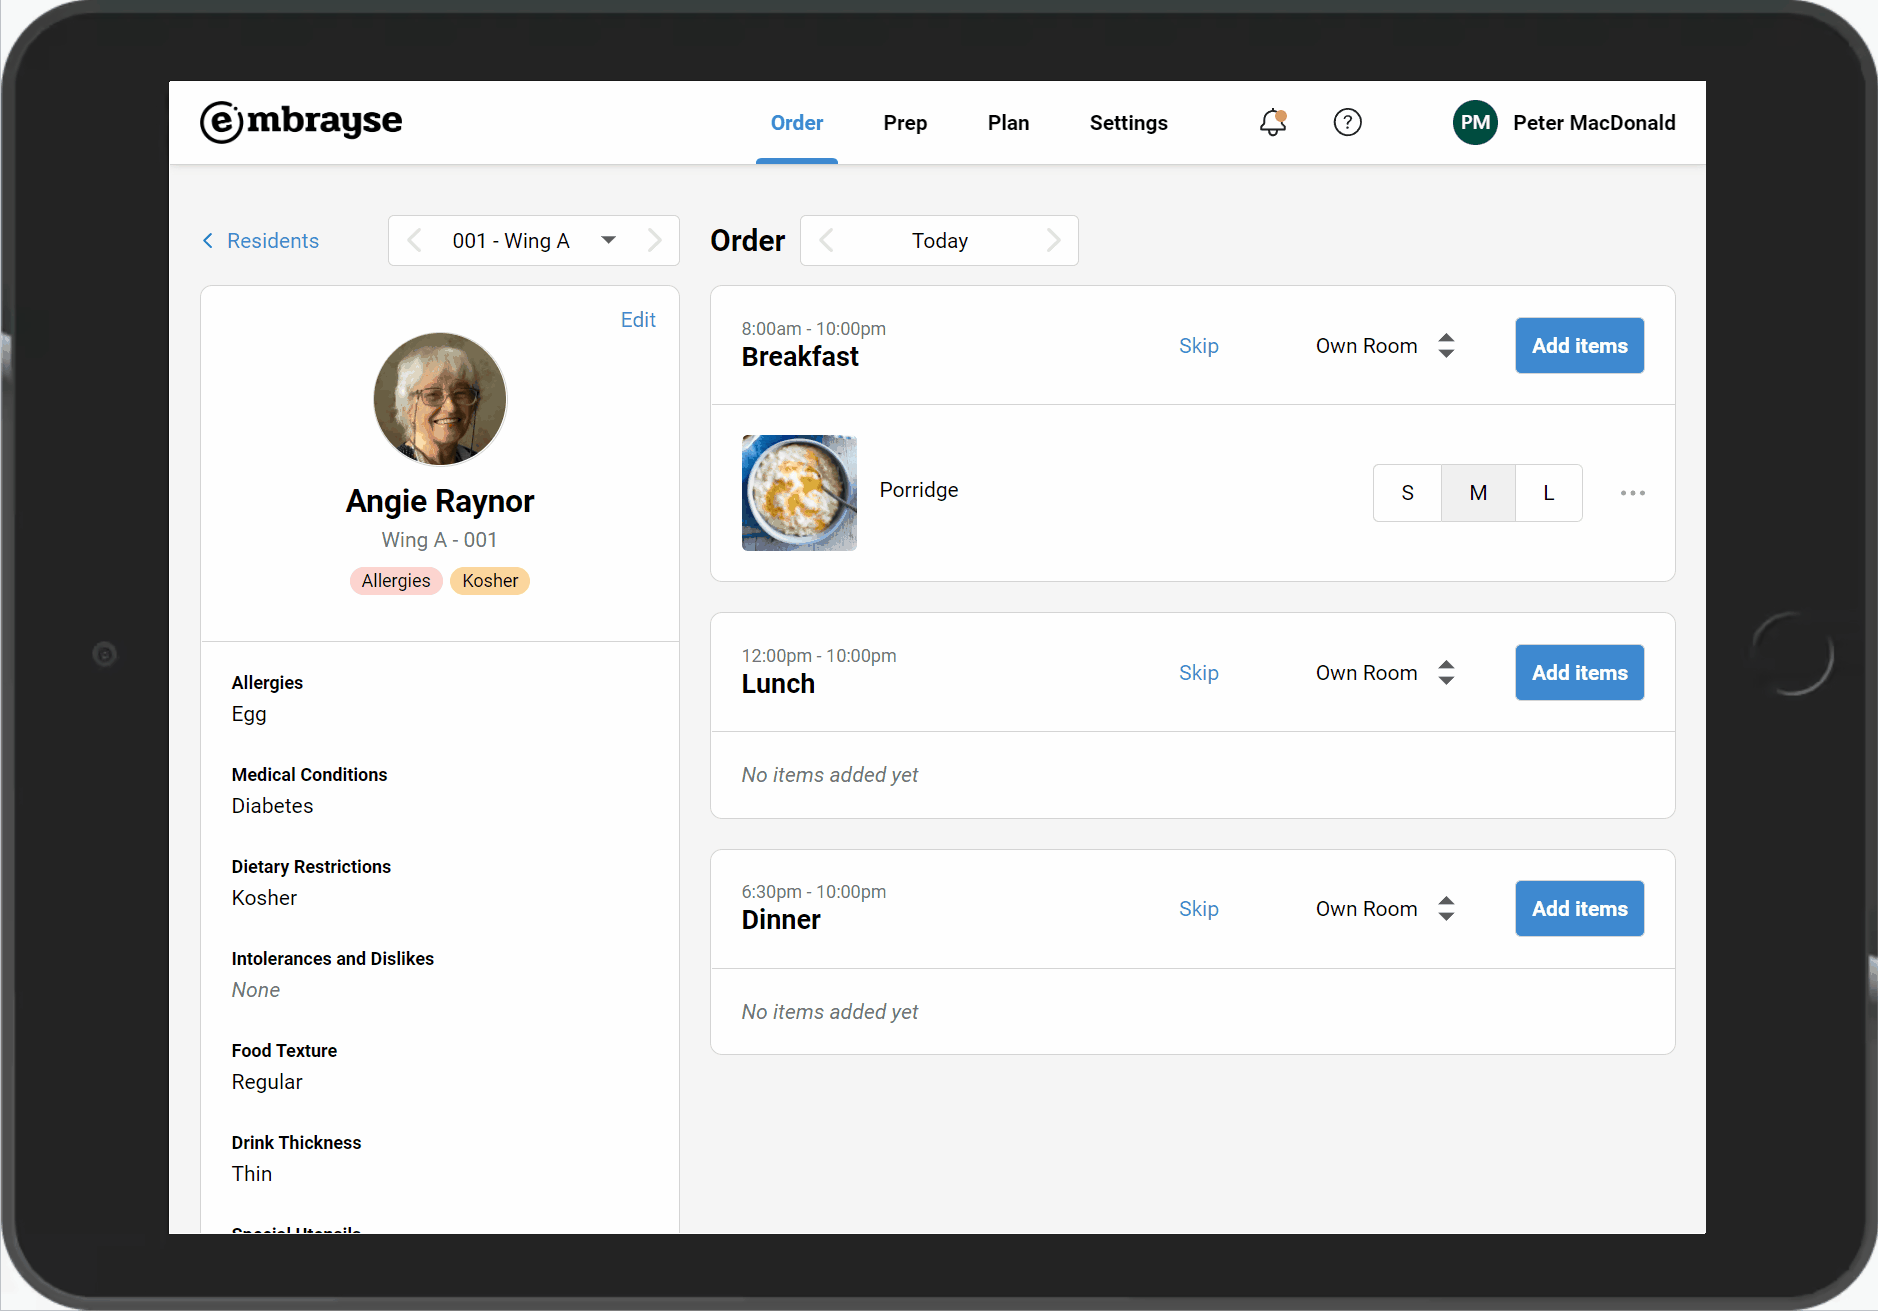 embrayse
Order Prep Plan Settings ? PM Peter MacDonald
Residents 001 - Wing A Order Today
Edit
Angie Raynor
Wing A - 001
Allergies Kosher
Allergies
Egg
Medical Conditions
Diabetes
Dietary Restrictions
Kosher
Intolerances and Dislikes
None
Food Texture
Regular
Drink Thickness
Thin
Special Utensils
8:00am - 10:00pm
Breakfast Skip Own Room Add items
Porridge S M L
12:00pm - 10:00pm
Lunch Skip Own Room Add items
No items added yet
6:30pm - 10:00pm
Dinner Skip Own Room Add items
No items added yet